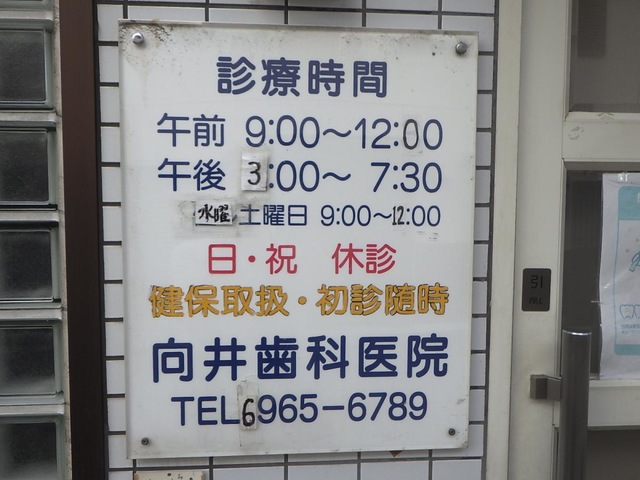 診療時間
午前 9:00〜12:00
午後 3:00〜 7:30
水曜 土曜日 9:00〜12:00
日・祝 休診
健保取扱・初診随時
向井歯科医院
TEL6965-6789
引